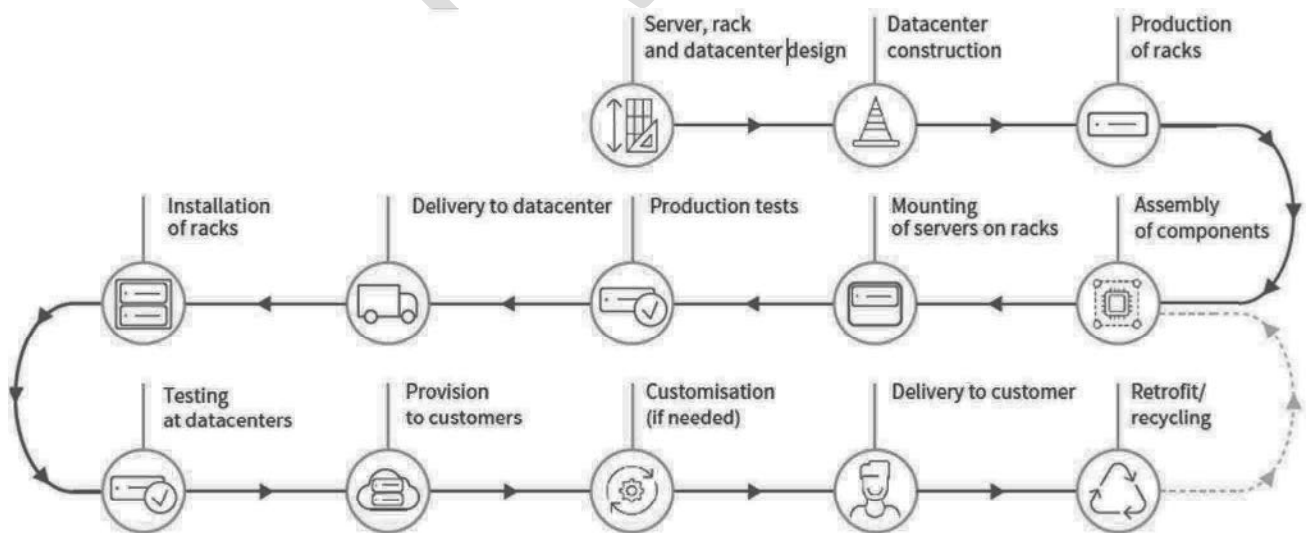 Server, rack
and datacenter design
Datacenter
construction
Production
of racks
Installation
of racks
Delivery to datacenter
Production tests
Mounting
of servers on racks
Assembly
of components
Testing
at datacenters
Provision
to customers
Customisation
(if needed)
Delivery to customer
Retrofit/
recycling